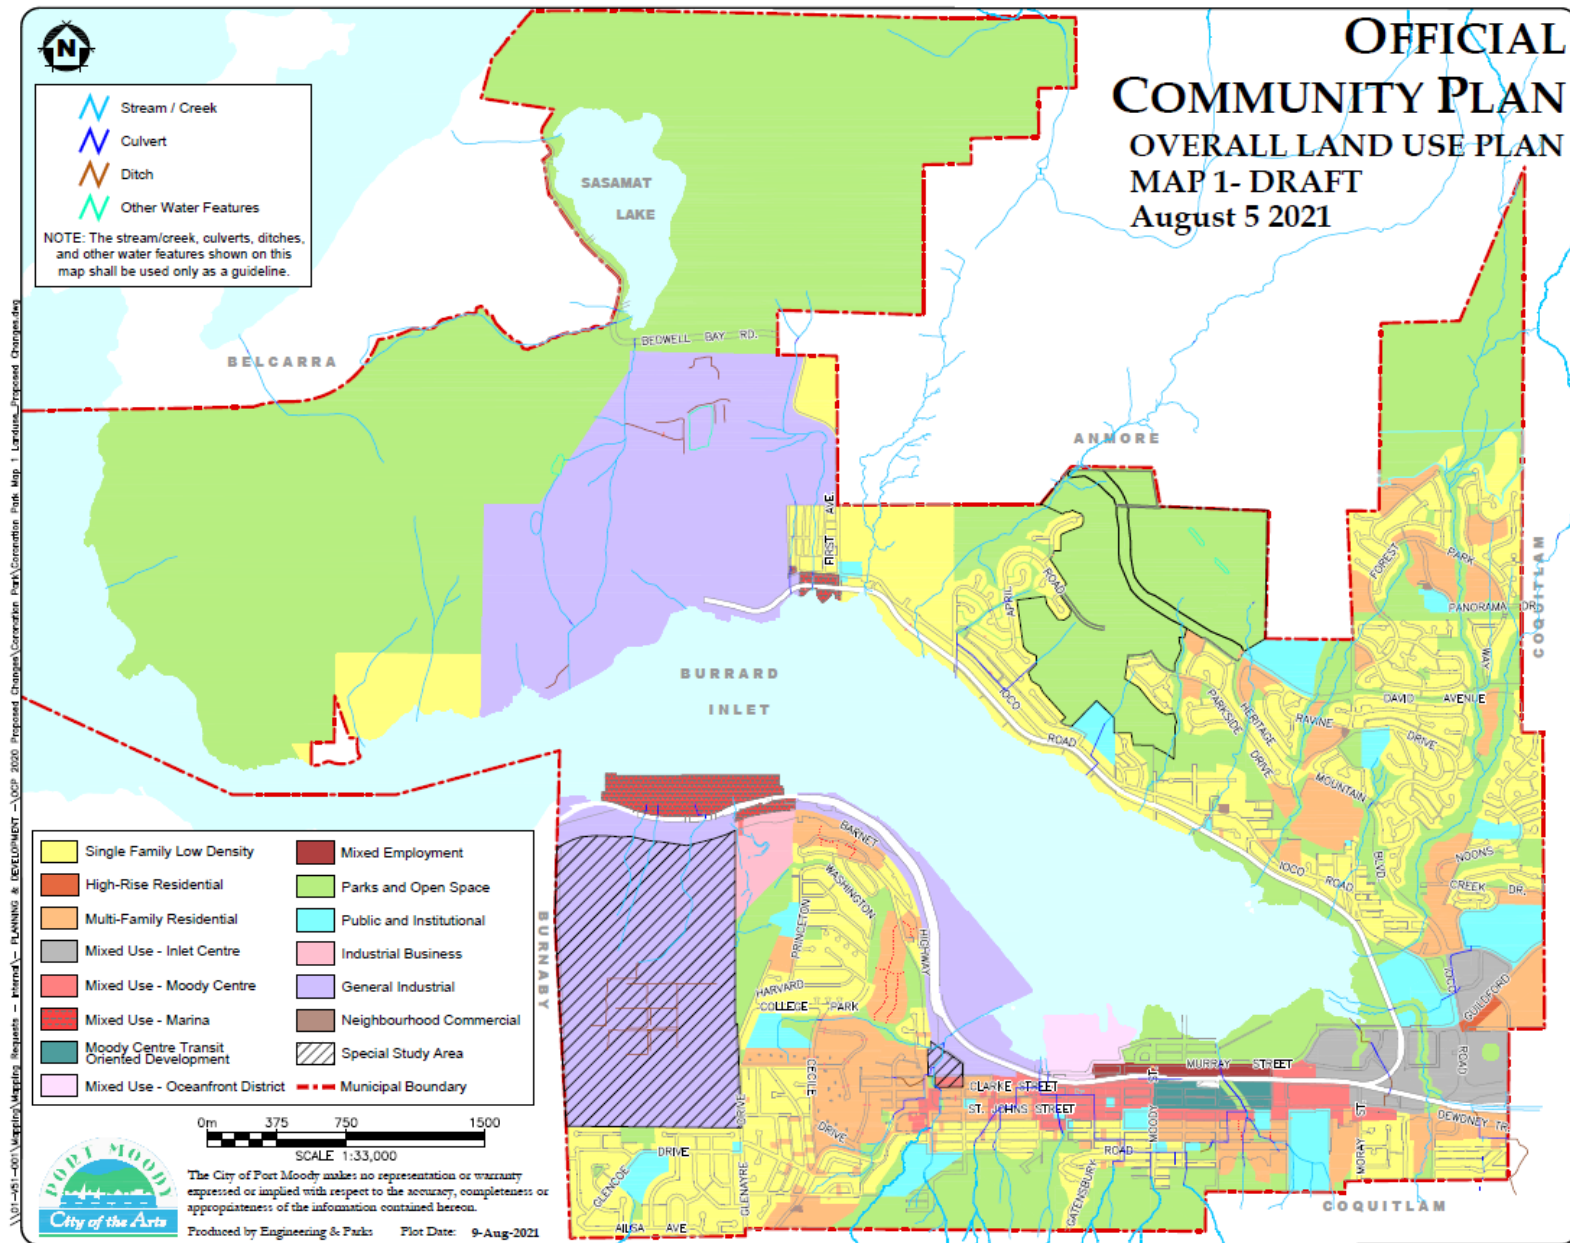 OFFICIAL
COMMUNITY PLAN
OVERALL LAND USE PLAN
MAP 1- DRAFT
August 5 2021
N
Stream / Creek
Culvert
Ditch
Other Water Features
NOTE: The stream/creek, culverts, ditches,
and other water features shown on this
map shall be used only as a guideline.
SASAMAT
LAKE
BELCARRA
BEDWELL BAY RD.
ANMORE
FIRST AVE.
COQUITLAM
FOREST
PARK
PANORAMA DR.
WAY
APRIL
ROAD
IOCO
ROAD
BURRARD
INLET
DAVID AVENUE
PARKSIDE
DRIVE
HERITAGE
MOUNTAIN
BLVD.
RAVINE
DRIVE
IOCO ROAD
NOONS
CREEK DR.
IOCO
ROAD
GUILDFORD
BURNABY
BARNET
HIGHWAY
WASHINGTON
PRINCETON
HARVARD
COLLEGE PARK
CECILE
DRIVE
CLARKE STREET
ST. JOHNS STREET
MURRAY STREET
MOODY ST.
MORAY ST.
DEWDNEY TR.
ROAD
GATENSBURY
GLENAYRE
DRIVE
GLENCOE
DRIVE
AILSA AVE
COQUITLAM
Single Family Low Density
High-Rise Residential
Multi-Family Residential
Mixed Use - Inlet Centre
Mixed Use - Moody Centre
Mixed Use - Marina
Moody Centre Transit
Oriented Development
Mixed Use - Oceanfront District
Mixed Employment
Parks and Open Space
Public and Institutional
Industrial Business
General Industrial
Neighbourhood Commercial
Special Study Area
Municipal Boundary
0m 375 750 1500
SCALE 1:33,000
PORT MOODY
City of the Arts
The City of Port Moody makes no representation or warranty
expressed or implied with respect to the accuracy, completeness or
appropriateness of the information contained hereon.
Produced by Engineering & Parks Plot Date: 9-Aug-2021